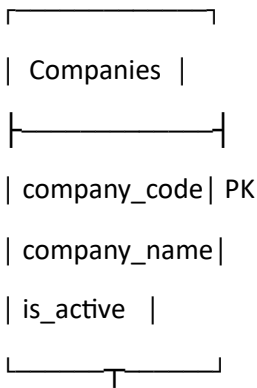 ┌──────────────┐
│ Companies │
├──────────────┤
│ company_code│ PK
│ company_name│
│ is_active │
└──────┬───────┘